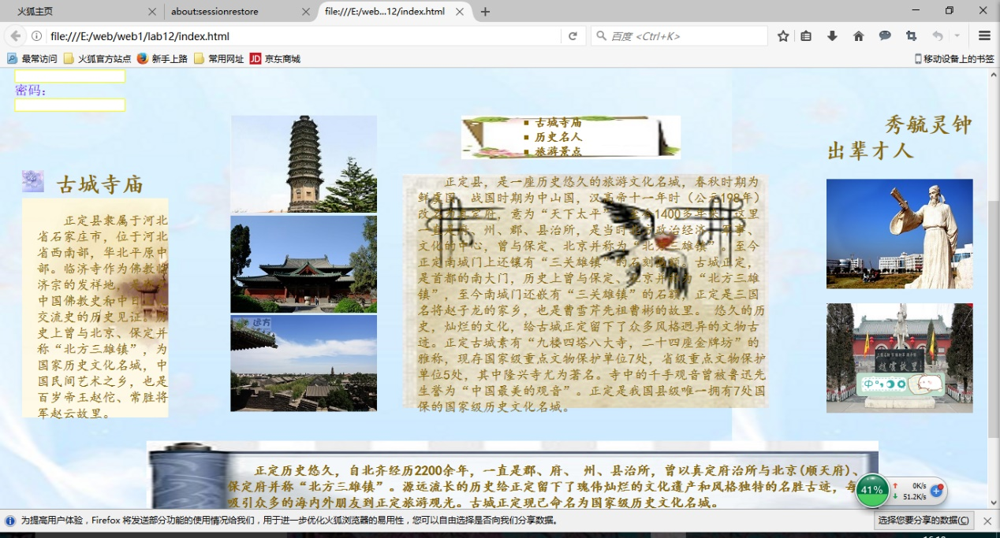 火狐主页
about:sessionrestore
file:///E:/web...12/index.html
file:///E:/web/web1/lab12/index.html
百度 <Ctrl+K>
最常访问 火狐官方站点 新手上路 常用网址 JD 京东商城
移动设备上的书签
密码：
古城寺庙
正定县隶属于河北
省石家庄市，位于河北
省西南部，华北平原中
部。临济寺作为佛教临
济宗的发祥地，
中国佛教史和中日
交流史的历史见证。历
史上曾与北京、保定并
称“北方三雄镇”，为
国家历史文化名城，中
国民间艺术之乡，也是
百岁帝王赵佗、常胜将
军赵云故里。
远方
▪ 古城寺庙
▪ 历史名人
▪ 旅游景点
正定县，是一座历史悠久的旅游文化名城，春秋时期为
鲜虞国，战国时期为中山国，汉高帝十一年时（公元198年）
改 真定府，意为“天下太平” 1400多年来，这里
一直 府、州、郡、县治所，是当时 政治经济、军事、
文化的中心，曾与保定、北京并称为“北方三雄镇”。至今
正定南城门上还镶有“三关雄镇”的石刻 额。古城正定，
是首都的南大门，历史上曾与保定、北京并称为“北方三雄
镇”，至今南城门还嵌有“三关雄镇”的石额，正定是三国
名将赵子龙的家乡，也是曹雪芹先祖曹彬的故里。 悠久的历
史，灿烂的文化，给古城正定留下了众多风格迥异的文物古
迹。正定古城素有“九楼四塔八大寺，二十四座金牌坊”的
雅称，现存国家级重点文物保护单位7处，省级重点文物保护
单位5处，其中隆兴寺尤为著名。寺中的千手观音曾被鲁迅先
生誉为“中国最美的观音”。正定是我国县级唯一拥有7处国
保的国家级历史文化名城。
秀毓灵钟
出辈才人
赵云故里
中
正定历史悠久，自北齐经历2200余年，一直是郡、府、 州、县治所，曾以真定府治所与北京(顺天府)、
保定府并称“北方三雄镇”。源远流长的历史给正定留下了瑰伟灿烂的文化遗产和风格独特的名胜古迹，每
吸引众多的海内外朋友到正定旅游观光。古城正定现已命名为国家级历史文化名城。
41%
0K/s
51.2K/s
为提高用户体验，Firefox 将发送部分功能的使用情况给我们，用于进一步优化火狐浏览器的易用性，您可以自由选择是否向我们分享数据。
选择您要分享的数据(C)